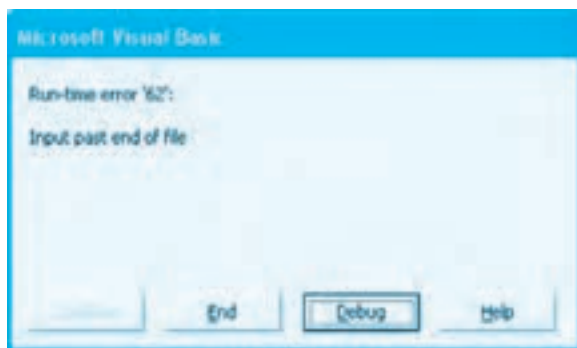 Microsoft Visual Basic
Run-time error '62':
Input past end of file
End Debug Help